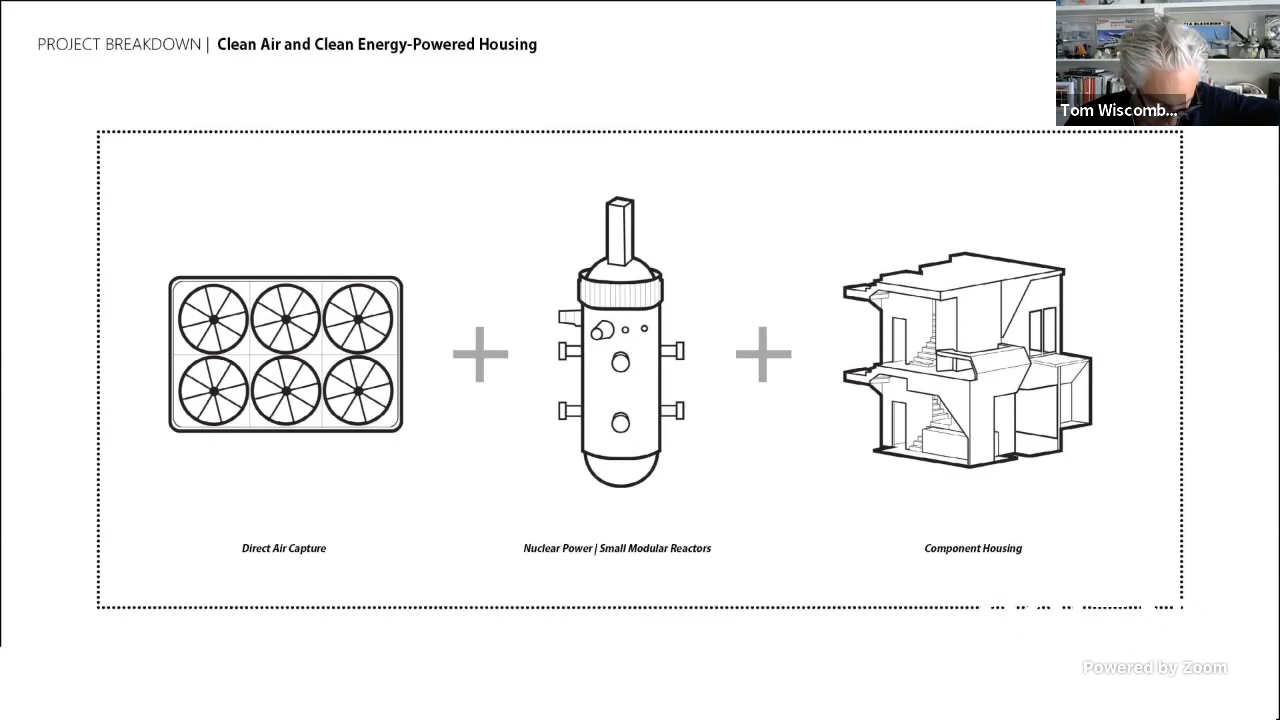 PROJECT BREAKDOWN | Clean Air and Clean Energy-Powered Housing
Tom Wiscomb...
Direct Air Capture
Nuclear Power | Small Modular Reactors
Component Housing
Powered by Zoom